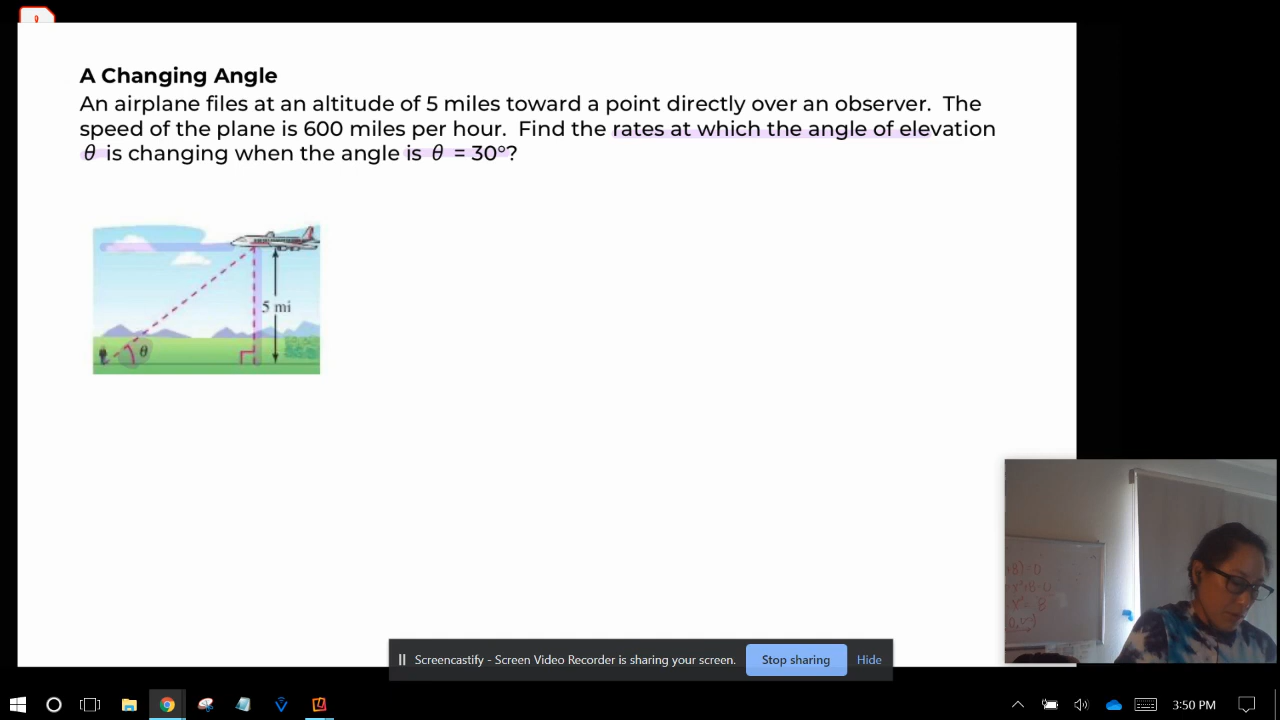 A Changing Angle
An airplane files at an altitude of 5 miles toward a point directly over an observer. The
speed of the plane is 600 miles per hour. Find the rates at which the angle of elevation
θ is changing when the angle is θ = 30°?
5 mi
θ
8=0
Screencastify - Screen Video Recorder is sharing your screen.
Stop sharing
Hide
3:50 PM